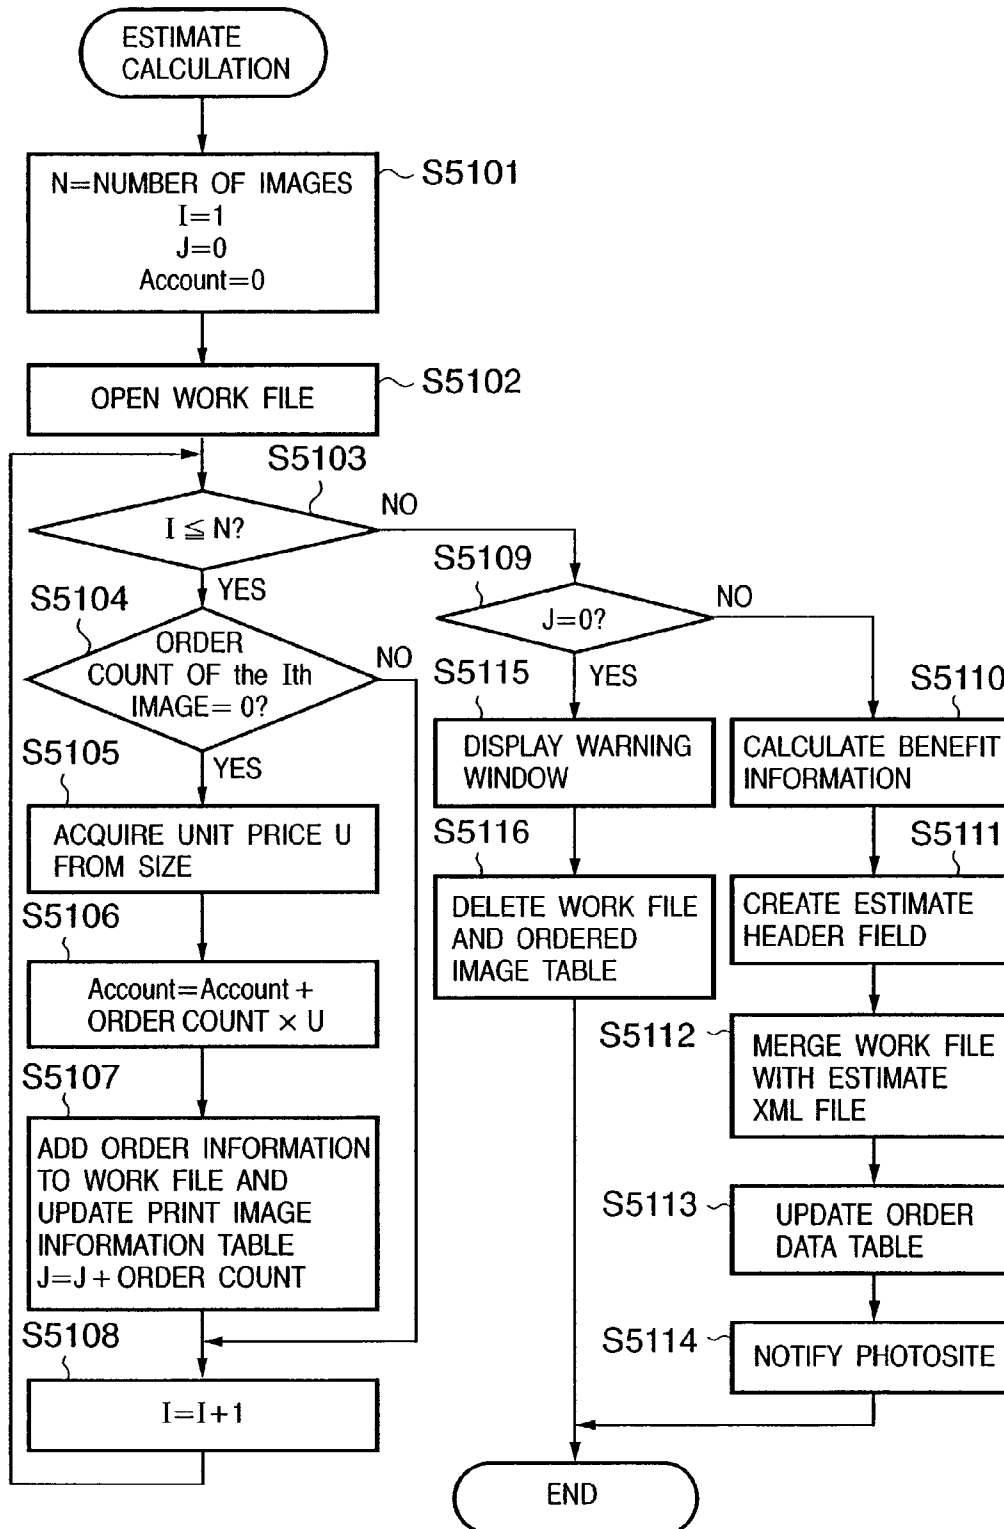 ESTIMATE
CALCULATION
S5101
N=NUMBER OF IMAGES
I=1
J=0
Account=0
S5102
OPEN WORK FILE
S5103
I ≦ N?
NO
YES
S5104
ORDER
COUNT OF the Ith
IMAGE= 0?
NO
YES
S5105
ACQUIRE UNIT PRICE U
FROM SIZE
S5106
Account=Account +
ORDER COUNT × U
S5107
ADD ORDER INFORMATION
TO WORK FILE AND
UPDATE PRINT IMAGE
INFORMATION TABLE
J=J + ORDER COUNT
S5108
I=I+1
S5109
J=0?
NO
YES
S5115
DISPLAY WARNING
WINDOW
S5116
DELETE WORK FILE
AND ORDERED
IMAGE TABLE
S5110
CALCULATE BENEFIT
INFORMATION
S5111
CREATE ESTIMATE
HEADER FIELD
S5112
MERGE WORK FILE
WITH ESTIMATE
XML FILE
S5113
UPDATE ORDER
DATA TABLE
S5114
NOTIFY PHOTOSITE
END